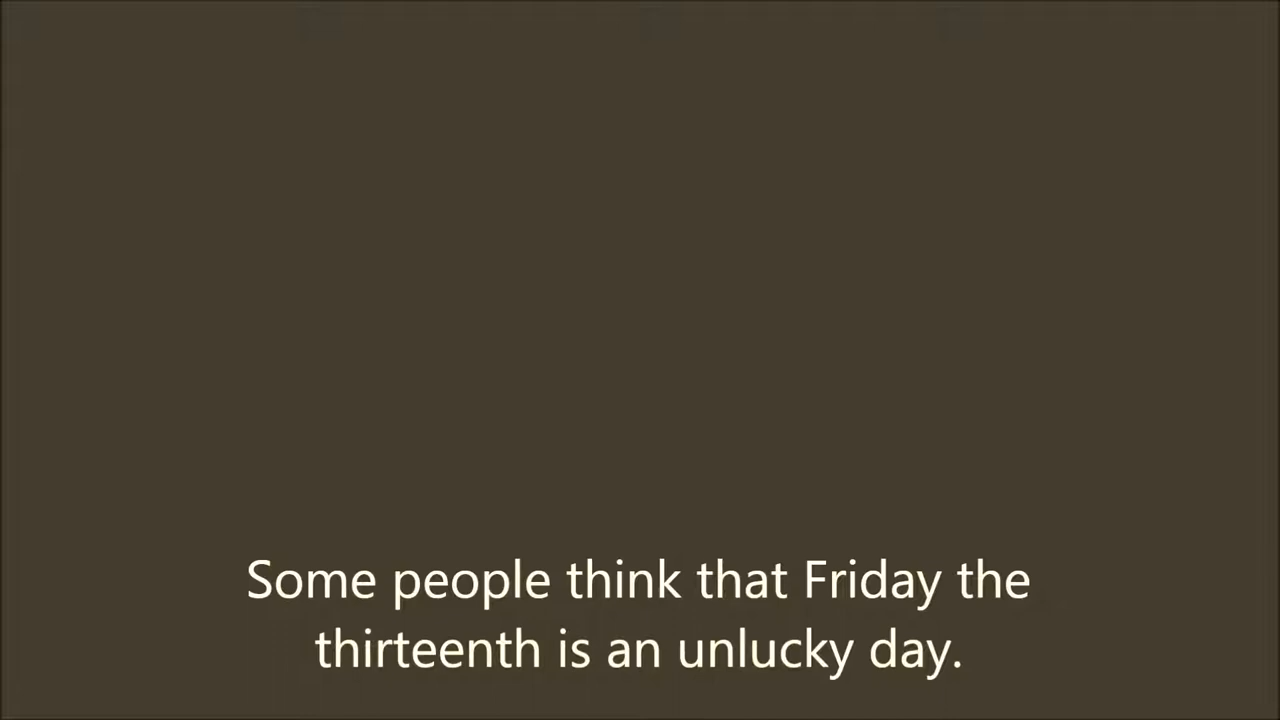 Some people think that Friday the
thirteenth is an unlucky day.